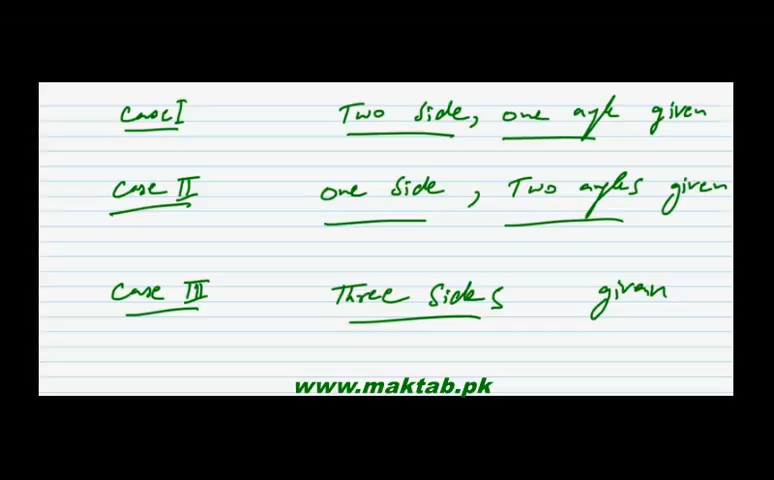 Case I Two side, one angle given
Case II one side, Two angles given
Case III Three sides given
www.maktab.pk